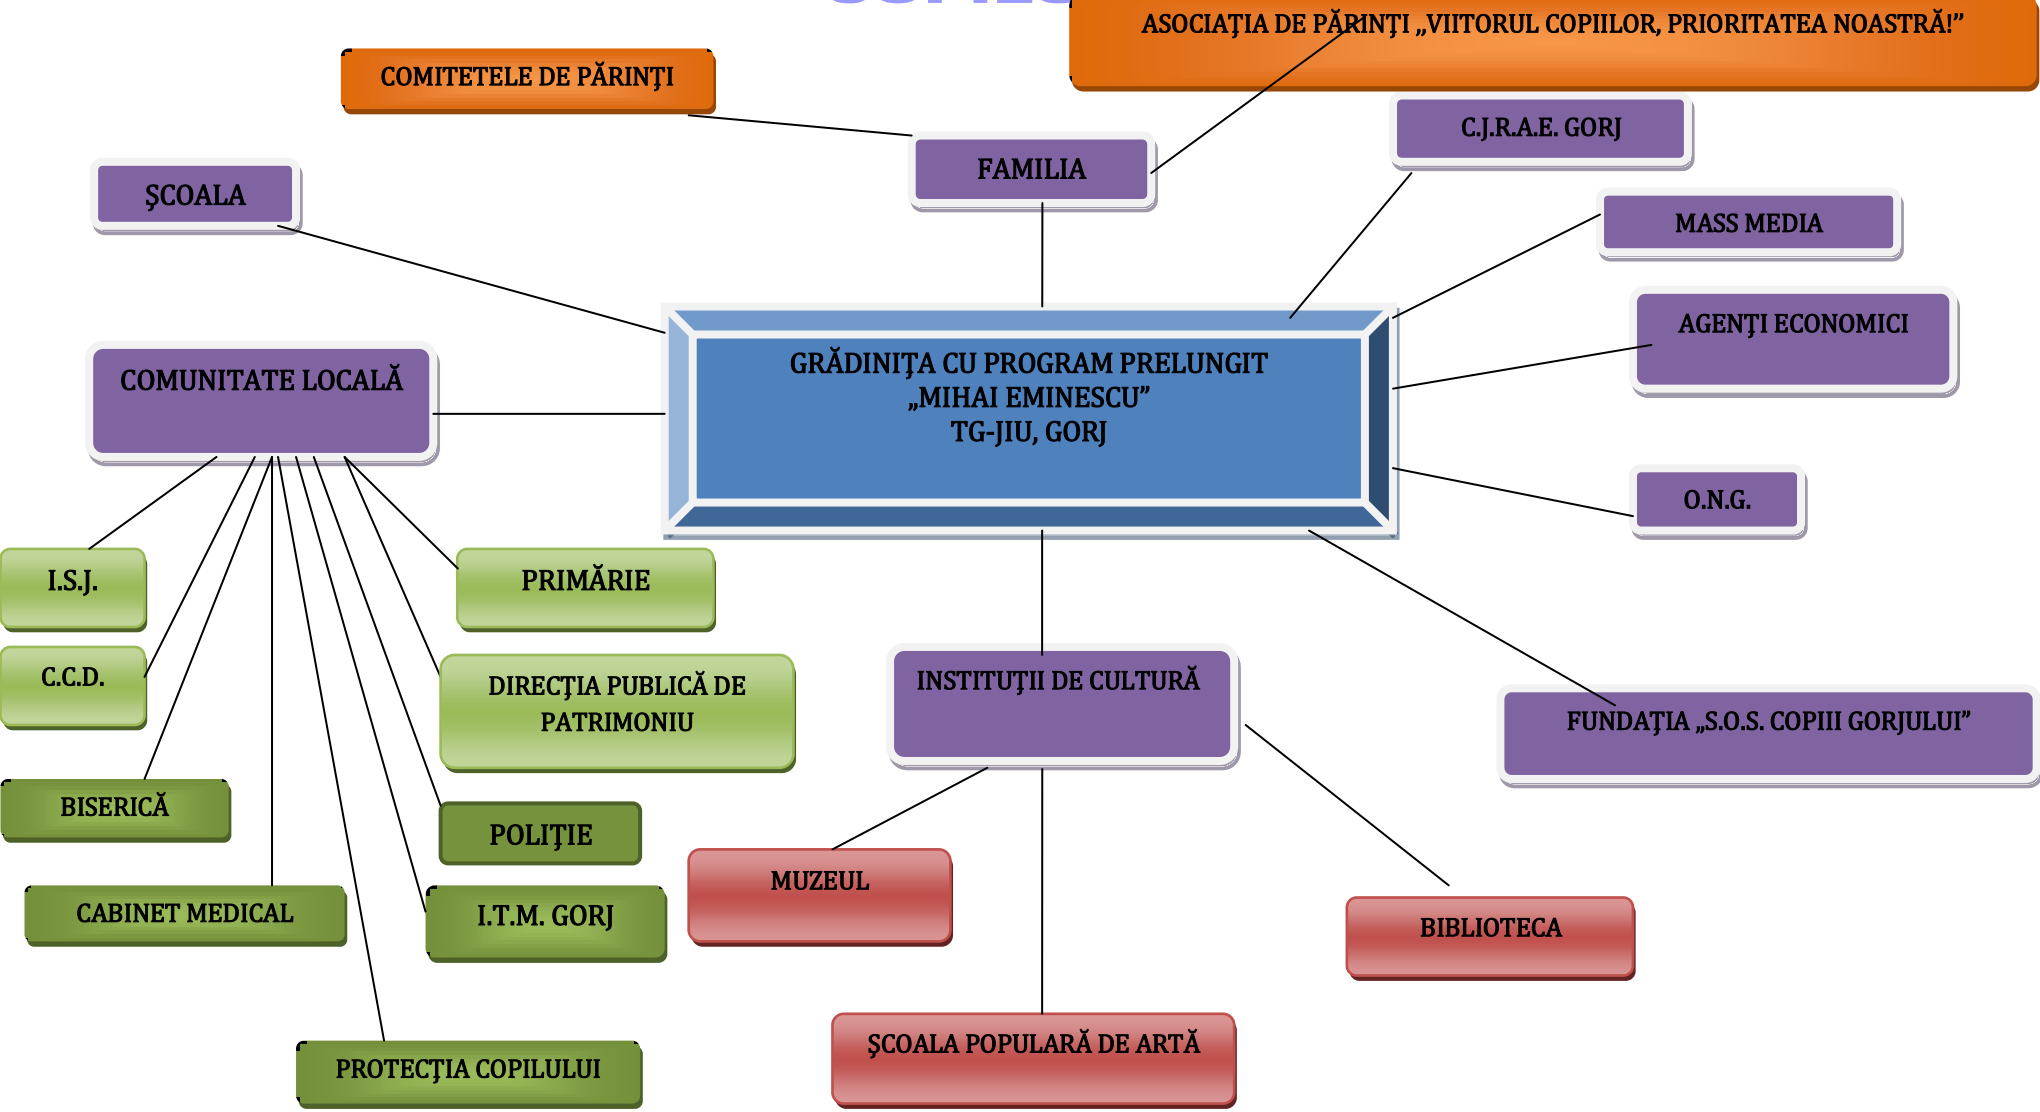 ASOCIAŢIA DE PĂRINŢI „VIITORUL COPIILOR, PRIORITATEA NOASTRĂ!”
COMITETELE DE PĂRINŢI
C.J.R.A.E. GORJ
FAMILIA
ŞCOALA
MASS MEDIA
AGENŢI ECONOMICI
COMUNITATE LOCALĂ
GRĂDINIŢA CU PROGRAM PRELUNGIT
„MIHAI EMINESCU”
TG-JIU, GORJ
O.N.G.
I.S.J.
PRIMĂRIE
C.C.D.
DIRECŢIA PUBLICĂ DE
PATRIMONIU
INSTITUŢII DE CULTURĂ
FUNDAŢIA „S.O.S. COPIII GORJULUI”
BISERICĂ
POLIŢIE
MUZEUL
CABINET MEDICAL
I.T.M. GORJ
BIBLIOTECA
ŞCOALA POPULARĂ DE ARTĂ
PROTECŢIA COPILULUI